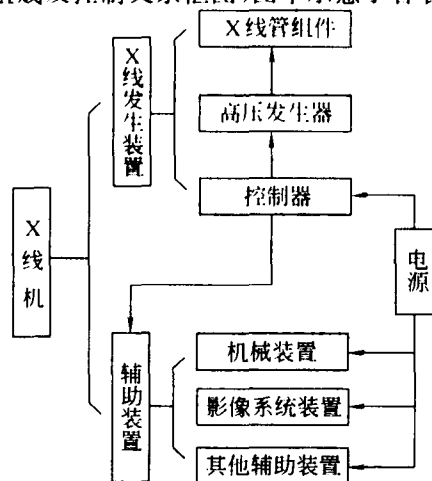 X线管组件
X线发生装置
高压发生器
控制器
X线机
电源
辅助装置
机械装置
影像系统装置
其他辅助装置